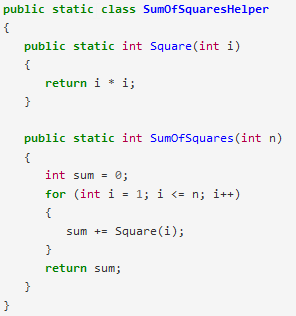 public static class SumOfSquaresHelper
{
   public static int Square(int i)
   {
      return i * i;
   }

   public static int SumOfSquares(int n)
   {
      int sum = 0;
      for (int i = 1; i <= n; i++)
      {
         sum += Square(i);
      }
      return sum;
   }
}